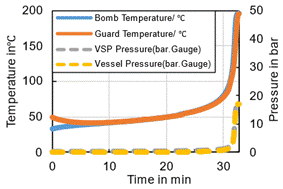 Bomb Temperature/ ℃
Guard Temperature/ ℃
VSP Pressure(bar.Gauge)
Vessel Pressure(bar.Gauge)
Temperature in℃
200
150
100
50
0
Pressure in bar
50
40
30
20
10
0
0
10
20
30
Time in min